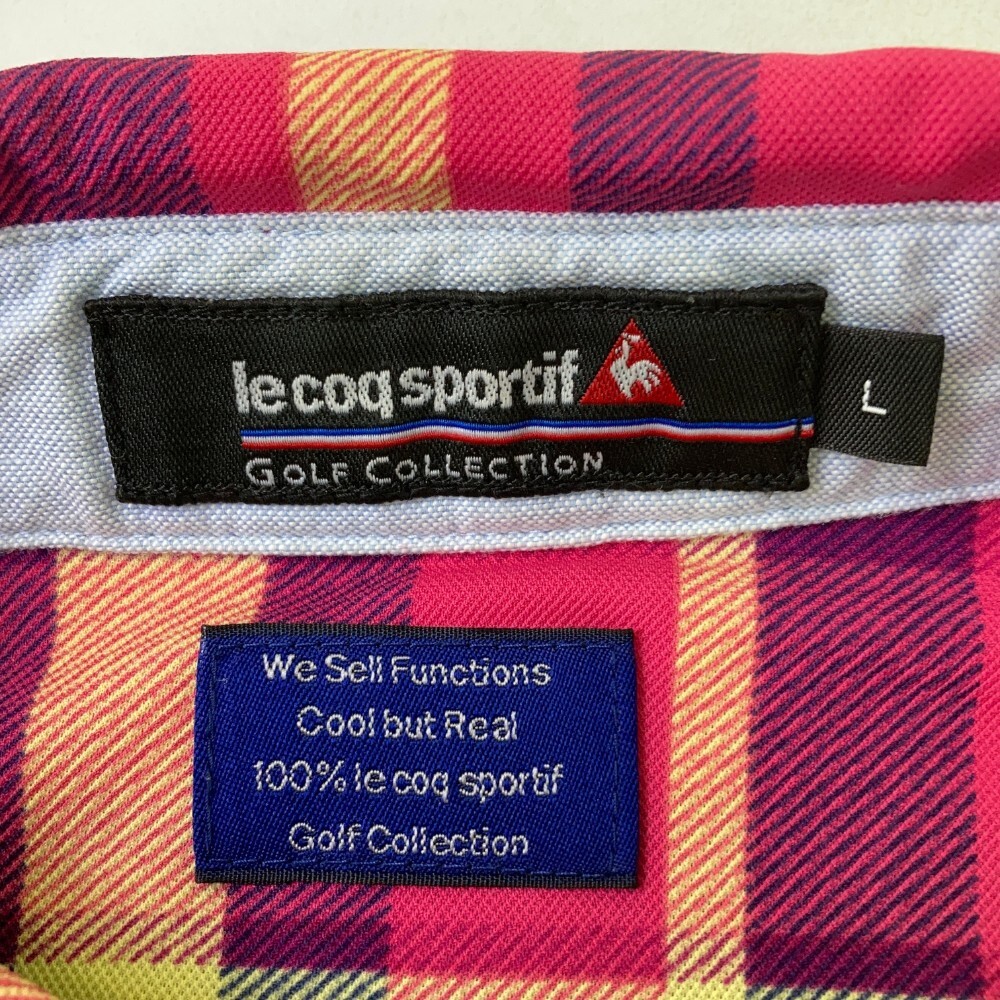 le coq sportif
GOLF COLLECTION
L
We Sell Functions
Cool but Real
100% le coq sportif
Golf Collection